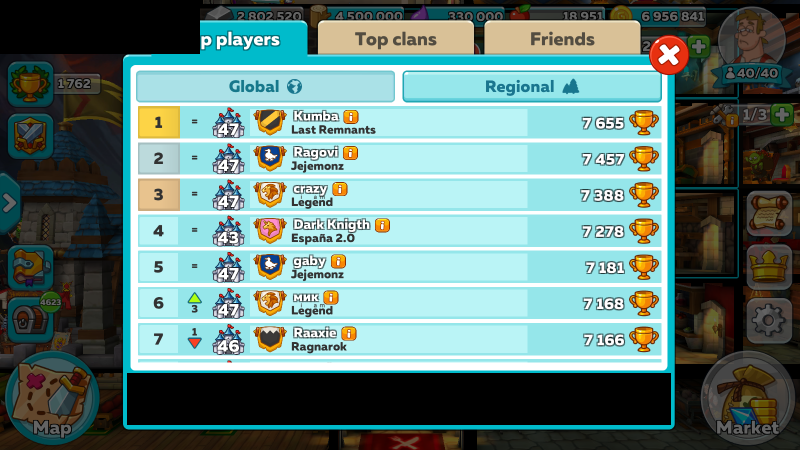 2 802 520
4 500 000
330 000
18 951
6 956 841
p players
Top clans
Friends
40/40
1762
Global
Regional
1/3
1
=
47
Kumba
i
Last Remnants
7 655
2
=
47
Ragovi
i
Jejemonz
7 457
3
=
47
crazy
i
Legend
7 388
4
=
43
Dark Knigth
i
España 2.0
7 278
5
=
47
gaby
i
Jejemonz
7 181
6
3
47
мик
i
Legend
7 168
7
1
46
Raaxie
i
Ragnarok
7 166
4623
Map
Market